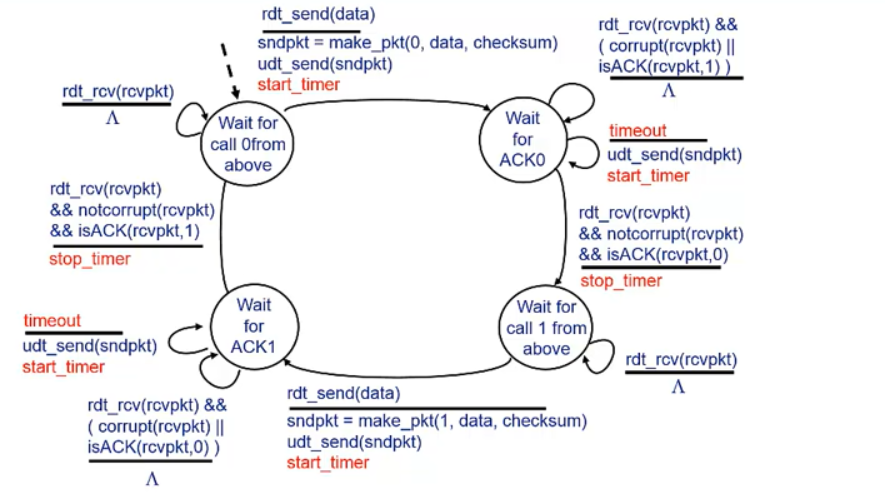 rdt_send(data)
sndpkt = make_pkt(0, data, checksum)
udt_send(sndpkt)
start_timer
rdt_rcv(rcvpkt) &&
( corrupt(rcvpkt) ||
isACK(rcvpkt,1) )
Λ
rdt_rcv(rcvpkt)
Λ
Wait for
call 0from
above
Wait
for
ACK0
timeout
udt_send(sndpkt)
start_timer
rdt_rcv(rcvpkt)
&& notcorrupt(rcvpkt)
&& isACK(rcvpkt,1)
stop_timer
rdt_rcv(rcvpkt)
&& notcorrupt(rcvpkt)
&& isACK(rcvpkt,0)
stop_timer
timeout
udt_send(sndpkt)
start_timer
Wait
for
ACK1
Wait for
call 1 from
above
rdt_rcv(rcvpkt)
Λ
rdt_rcv(rcvpkt) &&
( corrupt(rcvpkt) ||
isACK(rcvpkt,0) )
Λ
rdt_send(data)
sndpkt = make_pkt(1, data, checksum)
udt_send(sndpkt)
start_timer